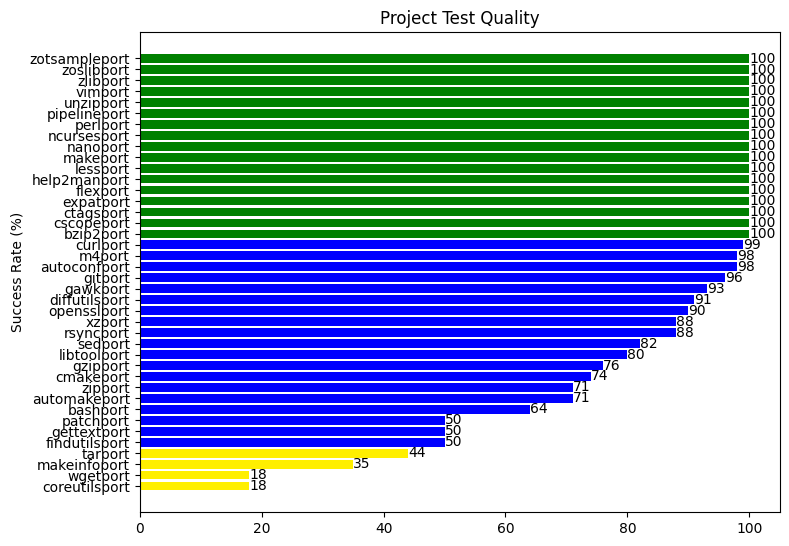 Project Test Quality
Success Rate (%)
zotsampleport 100
zoslibport 100
zlibport 100
vimport 100
unzipport 100
pipelineport 100
perlport 100
ncursesport 100
nanoport 100
makeport 100
lessport 100
help2manport 100
flexport 100
expatport 100
ctagsport 100
cscopeport 100
bzip2port 100
curlport 99
m4port 98
autoconfport 98
gitport 96
gawkport 93
diffutilsport 91
opensslport 90
xzport 88
rsyncport 88
sedport 82
libtoolport 80
gzipport 76
cmakeport 74
zipport 71
automakeport 71
bashport 64
patchport 50
gettextport 50
findutilsport 50
tarport 44
makeinfoport 35
wgetport 18
coreutilsport 18
0 20 40 60 80 100